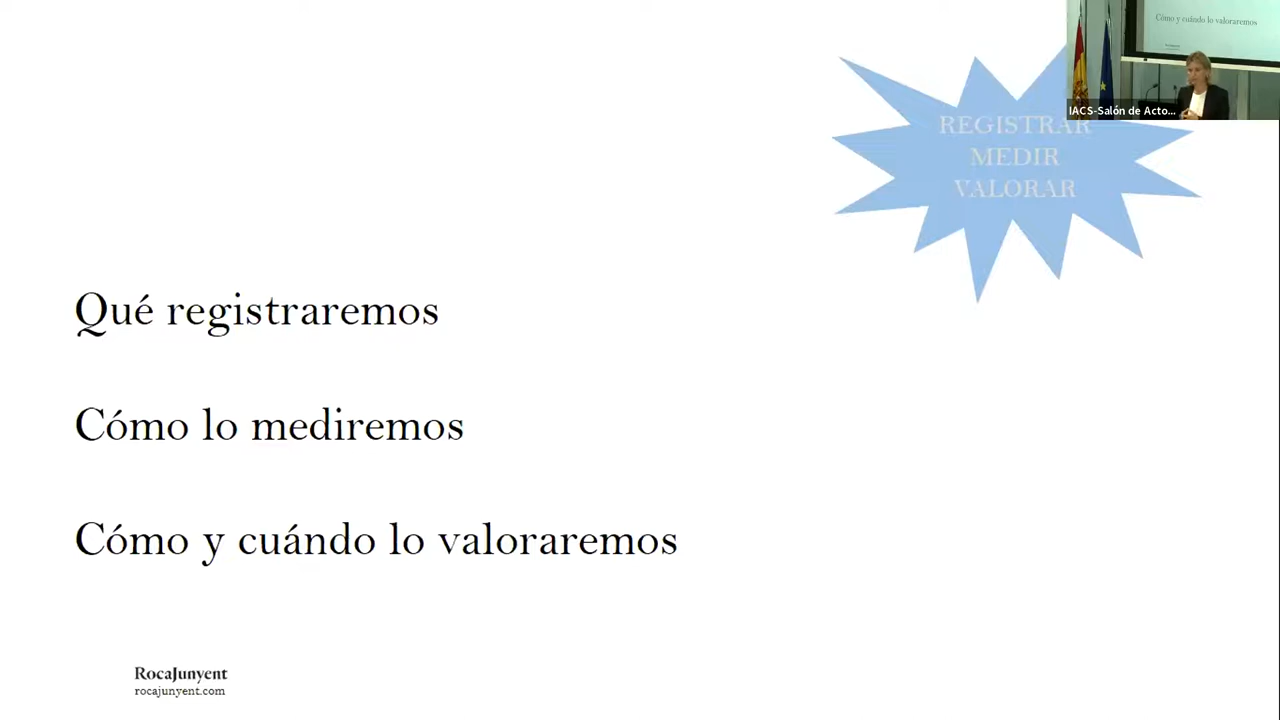 Cómo y cuándo lo valoraremos
IACS-Salón de Acto...
REGISTRAR
MEDIR
VALORAR
Qué registraremos
Cómo lo mediremos
Cómo y cuándo lo valoraremos
RocaJunyent
rocajunyent.com